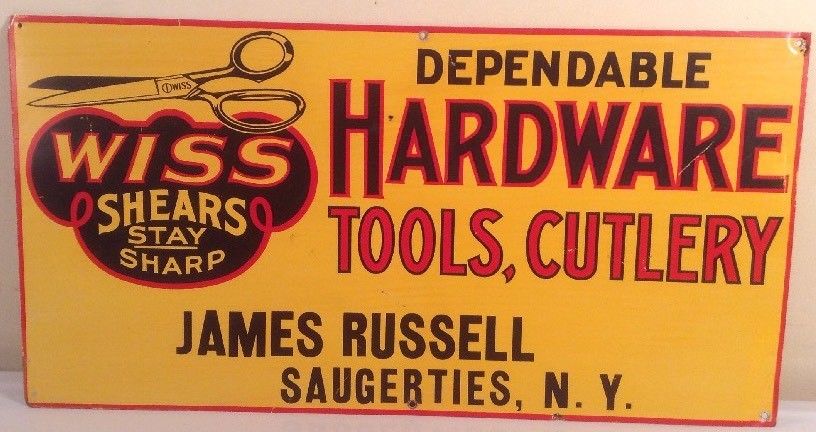 WISS
WISS
SHEARS
STAY
SHARP
DEPENDABLE
HARDWARE
TOOLS, CUTLERY
JAMES RUSSELL
SAUGERTIES, N. Y.